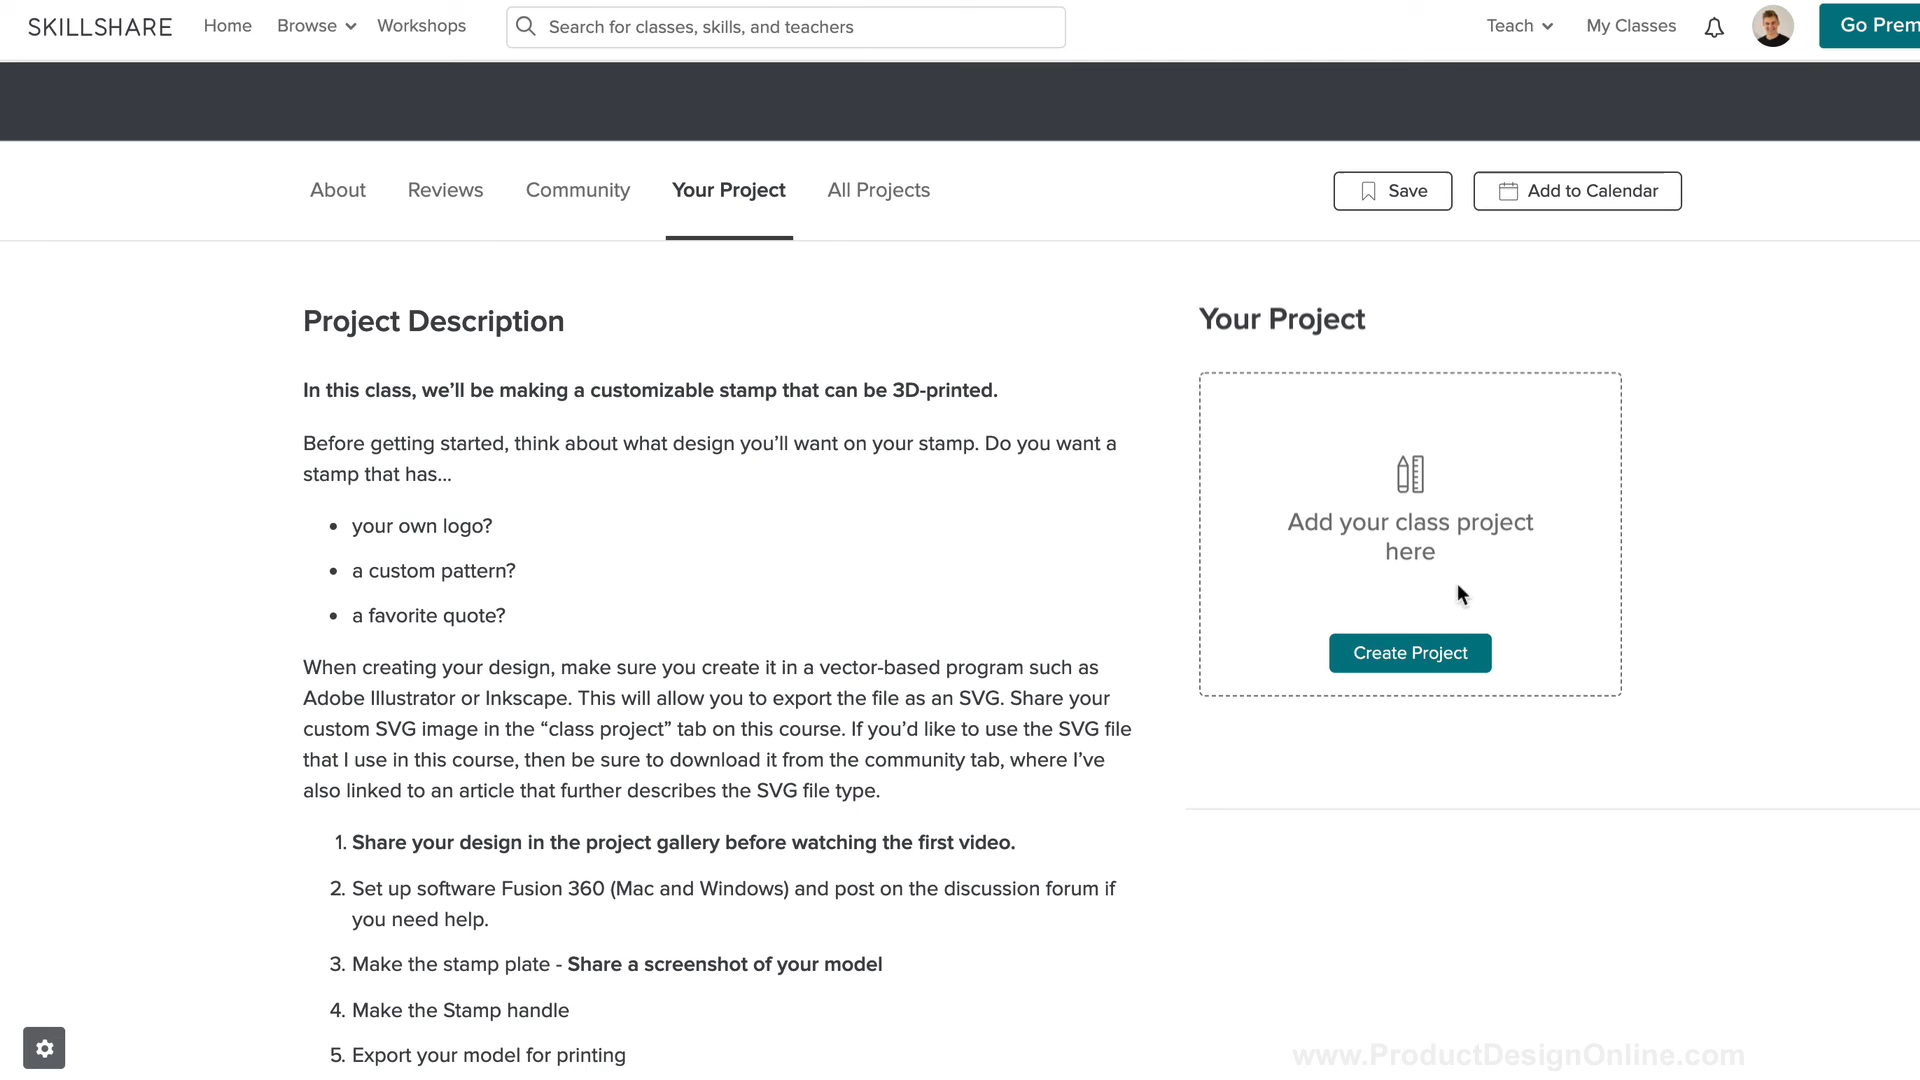 SKILLSHARE Home Browse Workshops Search for classes, skills, and teachers Teach My Classes Go Prem
About Reviews Community Your Project All Projects Save Add to Calendar
Project Description
In this class, we’ll be making a customizable stamp that can be 3D-printed.
Before getting started, think about what design you’ll want on your stamp. Do you want a
stamp that has...
• your own logo?
• a custom pattern?
• a favorite quote?
When creating your design, make sure you create it in a vector-based program such as
Adobe Illustrator or Inkscape. This will allow you to export the file as an SVG. Share your
custom SVG image in the “class project” tab on this course. If you’d like to use the SVG file
that I use in this course, then be sure to download it from the community tab, where I’ve
also linked to an article that further describes the SVG file type.
1. Share your design in the project gallery before watching the first video.
2. Set up software Fusion 360 (Mac and Windows) and post on the discussion forum if
you need help.
3. Make the stamp plate - Share a screenshot of your model
4. Make the Stamp handle
5. Export your model for printing
Your Project
Add your class project
here
Create Project
www.ProductDesignOnline.com